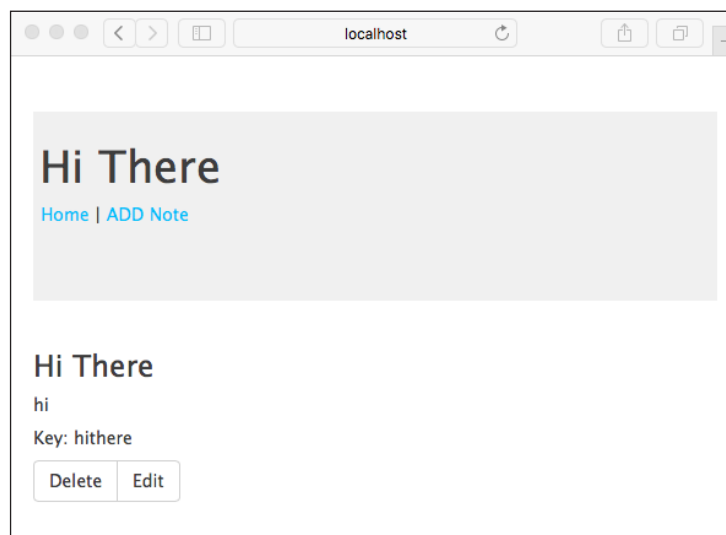 localhost
Hi There
Home | ADD Note
Hi There
hi
Key: hithere
Delete Edit